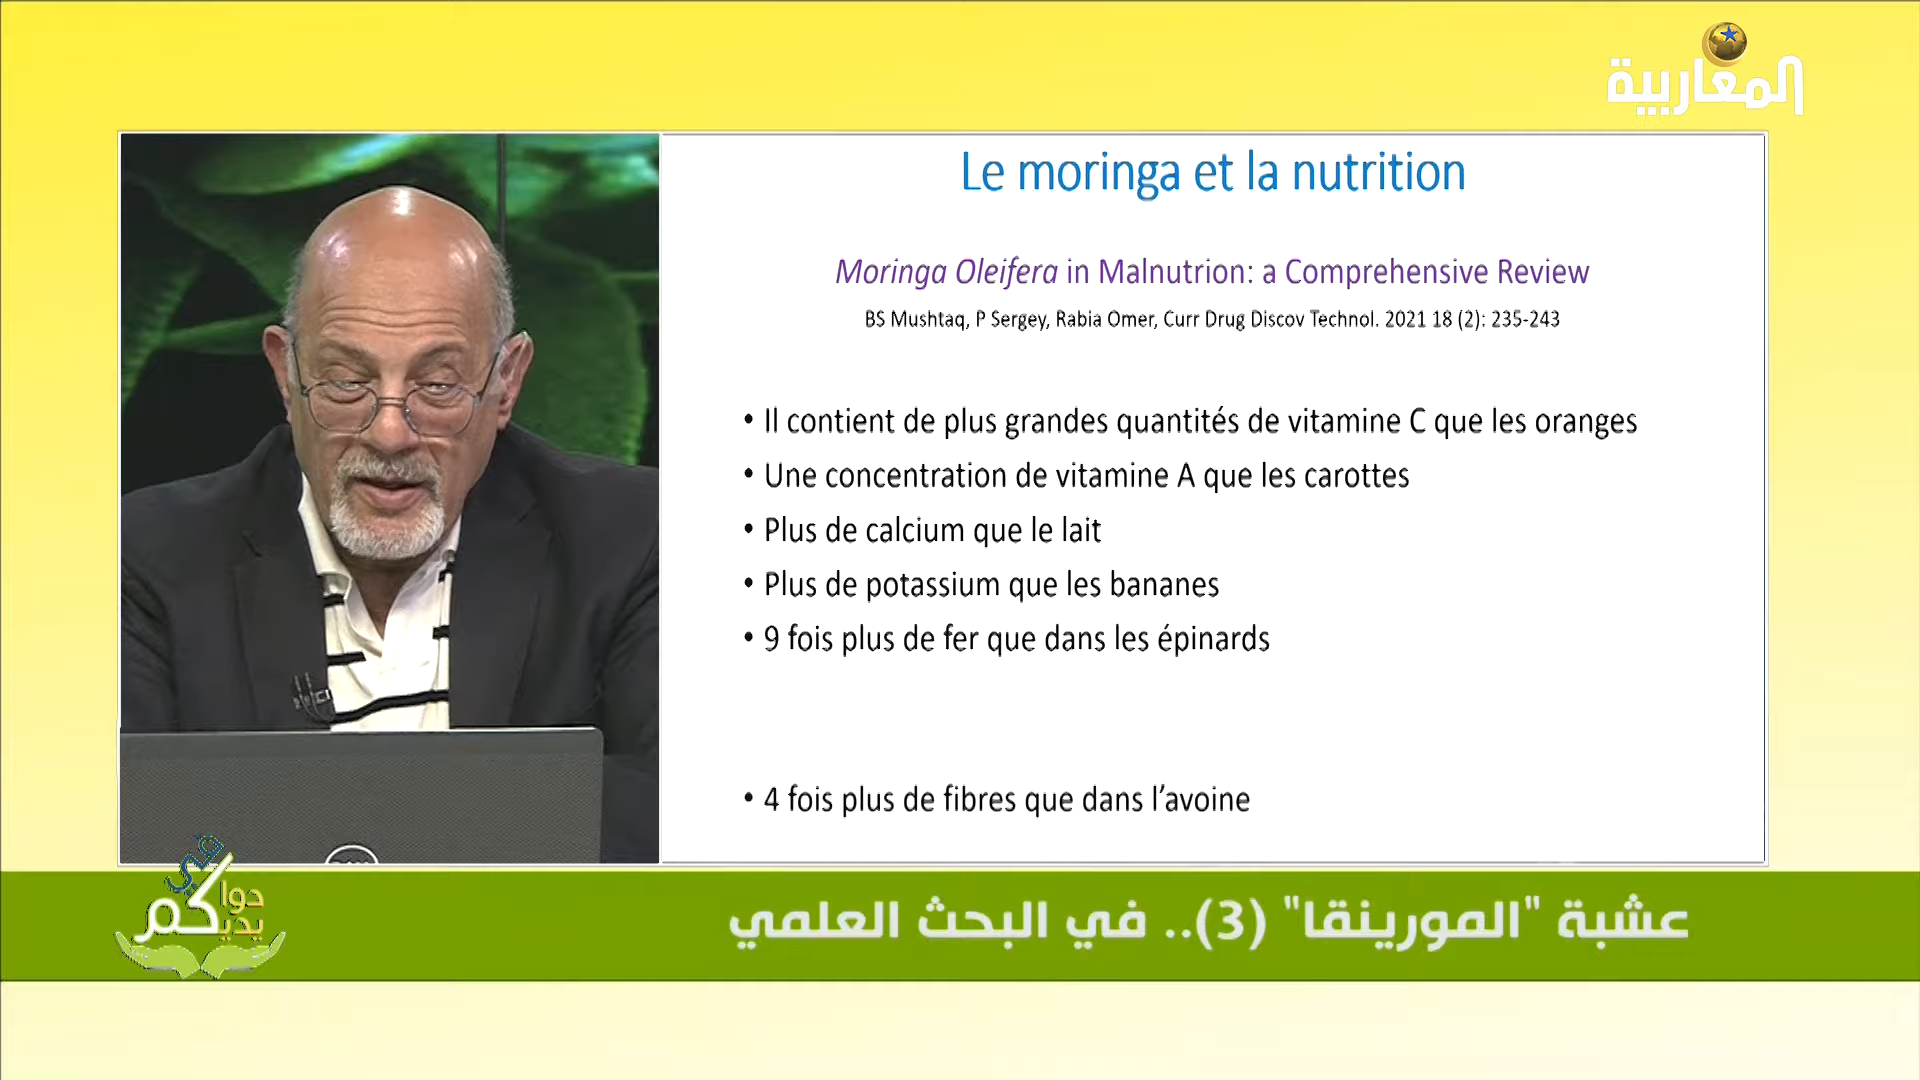 المغاربية
Le moringa et la nutrition
Moringa Oleifera in Malnutrion: a Comprehensive Review
BS Mushtaq, P Sergey, Rabia Omer, Curr Drug Discov Technol. 2021 18 (2): 235-243
• Il contient de plus grandes quantités de vitamine C que les oranges
• Une concentration de vitamine A que les carottes
• Plus de calcium que le lait
• Plus de potassium que les bananes
• 9 fois plus de fer que dans les épinards
• 4 fois plus de fibres que dans l’avoine
دواكم في يديكم
عشبة "المورينقا" (3).. في البحث العلمي